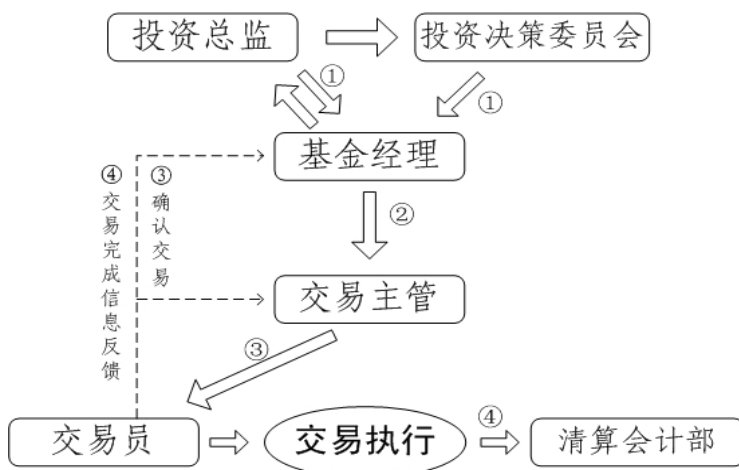 投资总监
投资决策委员会
①
①
基金经理
④交易完成信息反馈
③确认交易
②
交易主管
③
交易员
交易执行
④
清算会计部